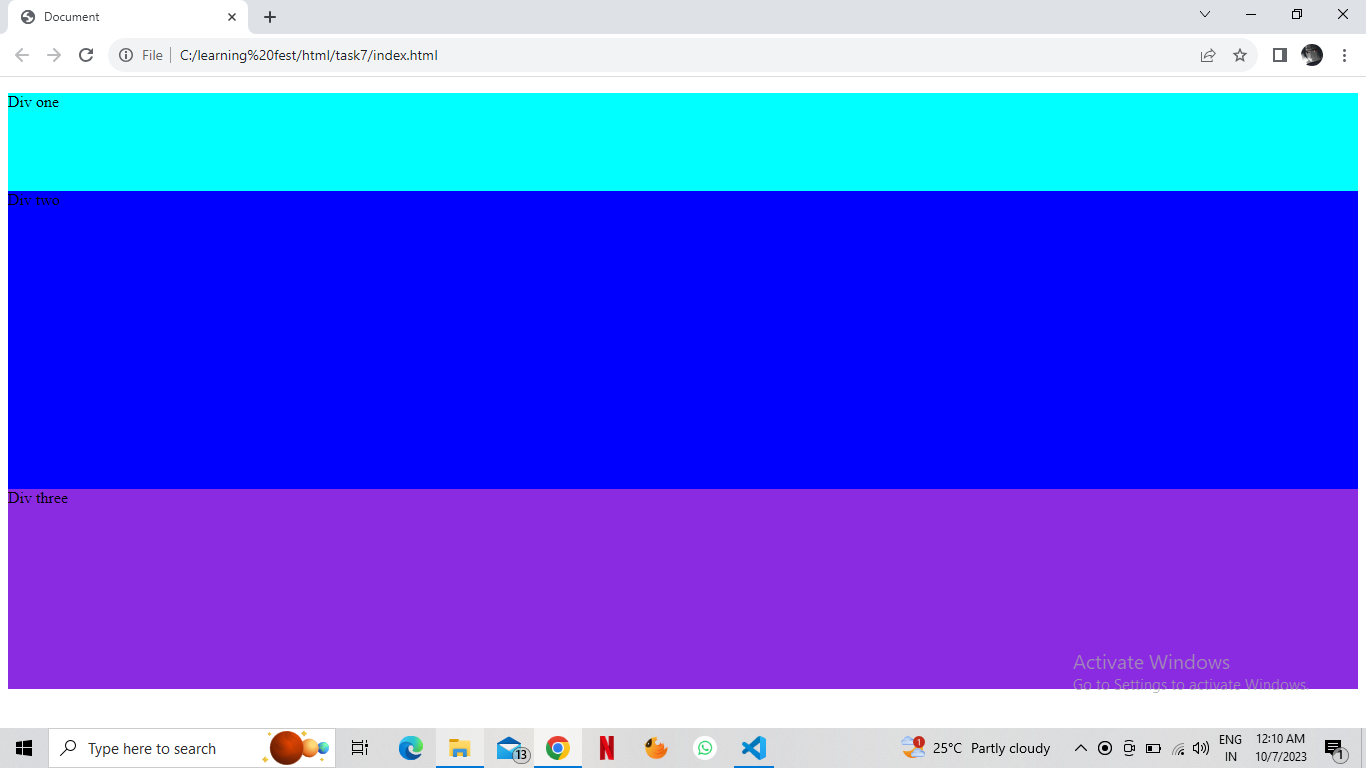 Document
File
C:/learning%20fest/html/task7/index.html
Div one
Div two
Div three
Activate Windows
Go to Settings to activate Windows.
Type here to search
13
N
1
25°C Partly cloudy
ENG
IN
12:10 AM
10/7/2023
1